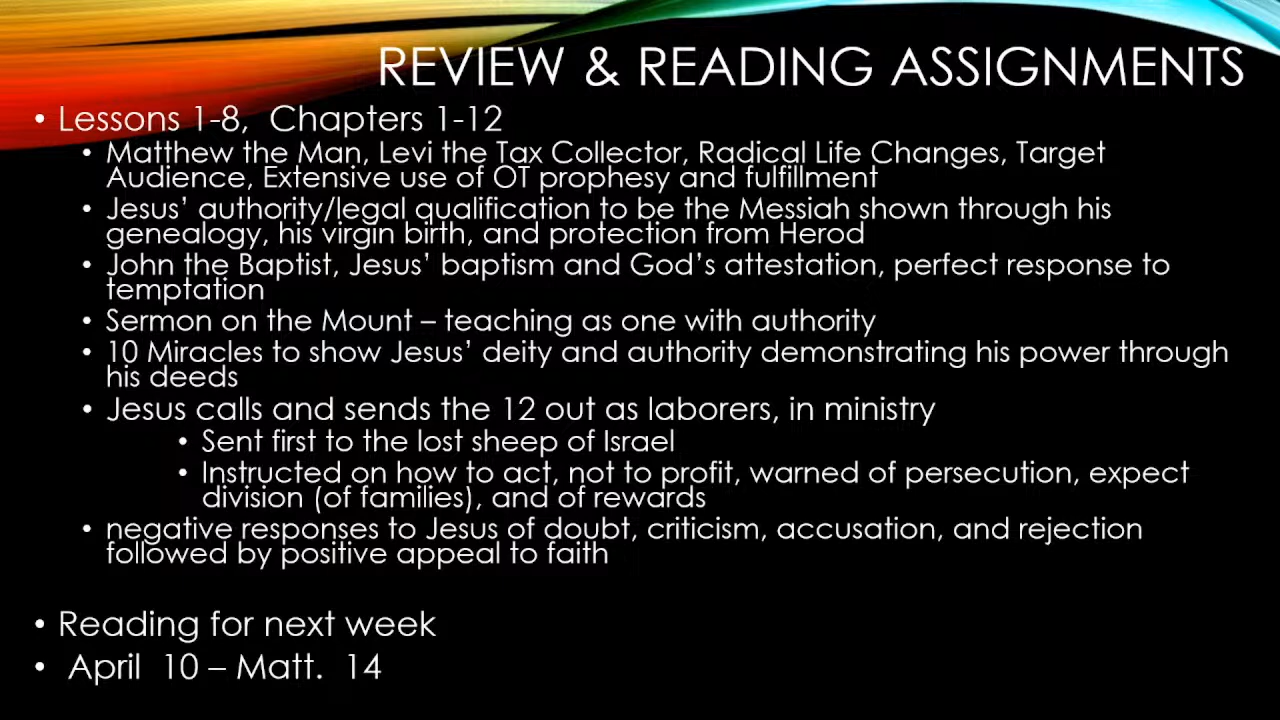 REVIEW & READING ASSIGNMENTS
• Lessons 1-8, Chapters 1-12
• Matthew the Man, Levi the Tax Collector, Radical Life Changes, Target
Audience, Extensive use of OT prophesy and fulfillment
• Jesus’ authority/legal qualification to be the Messiah shown through his
genealogy, his virgin birth, and protection from Herod
• John the Baptist, Jesus’ baptism and God’s attestation, perfect response to
temptation
• Sermon on the Mount – teaching as one with authority
• 10 Miracles to show Jesus’ deity and authority demonstrating his power through
his deeds
• Jesus calls and sends the 12 out as laborers, in ministry
• Sent first to the lost sheep of Israel
• Instructed on how to act, not to profit, warned of persecution, expect
division (of families), and of rewards
• negative responses to Jesus of doubt, criticism, accusation, and rejection
followed by positive appeal to faith
• Reading for next week
• April 10 – Matt. 14